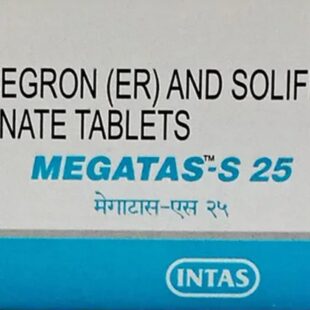 EGRON (ER) AND SOLIF
NATE TABLETS
MEGATAS™-S 25
मेगाटास-एस २५
INTAS